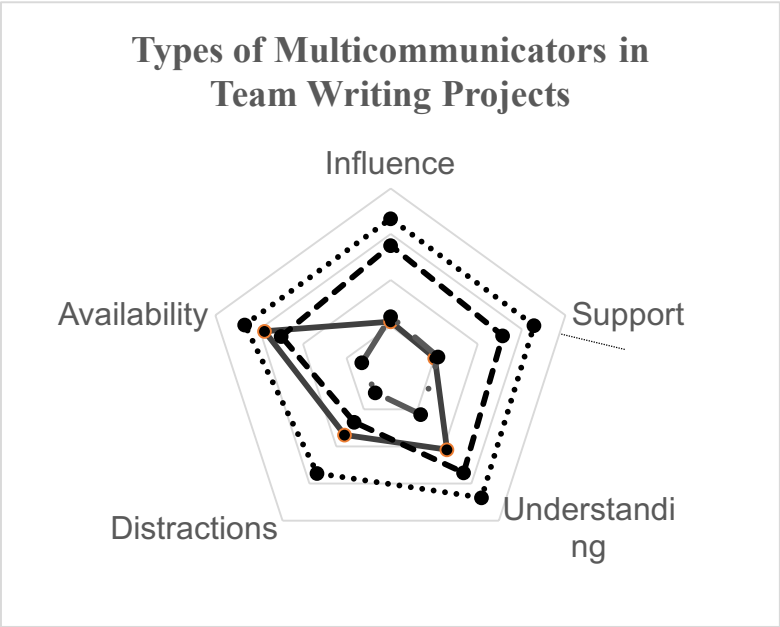 Types of Multicommunicators in
Team Writing Projects
Influence
Support
Understandi
ng
Distractions
Availability